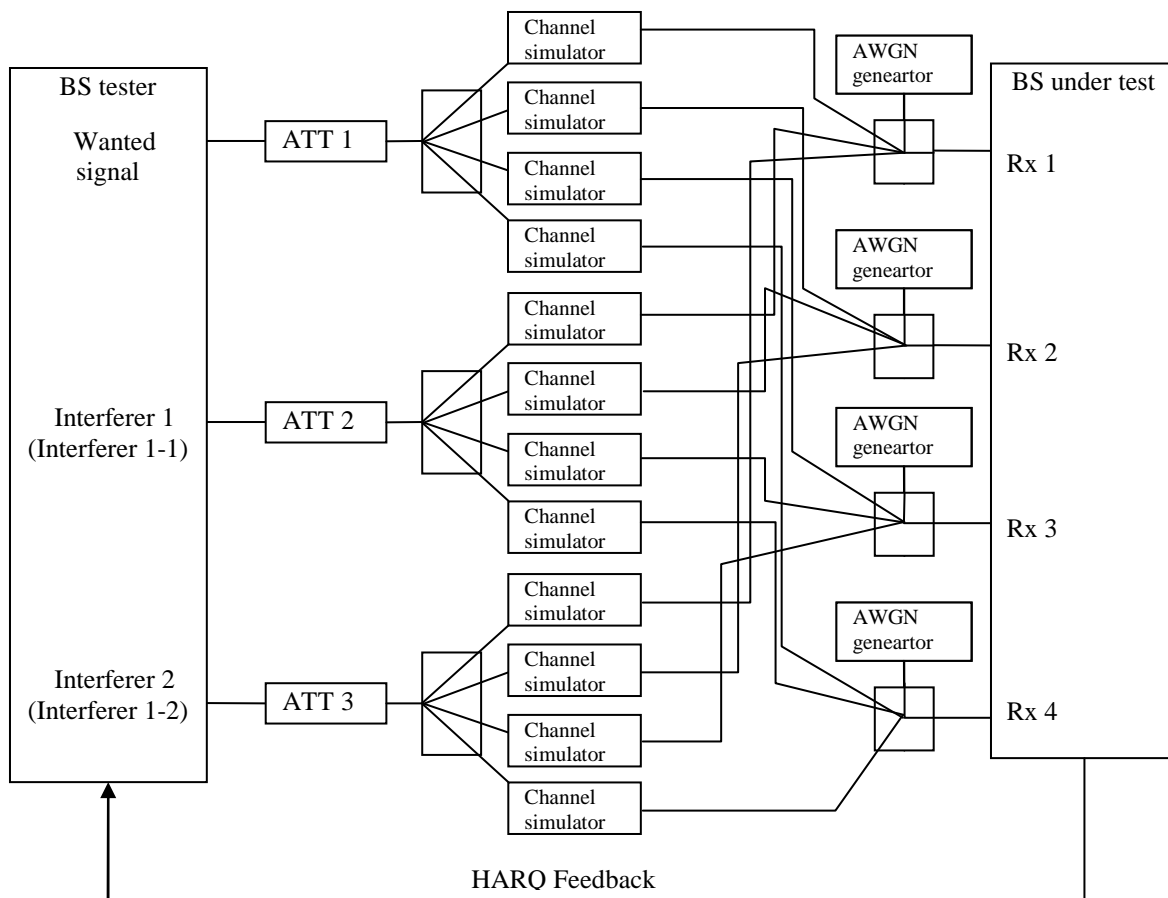 BS tester
Wanted
signal
Interferer 1
(Interferer 1-1)
Interferer 2
(Interferer 1-2)
ATT 1
ATT 2
ATT 3
Channel
simulator
Channel
simulator
Channel
simulator
Channel
simulator
Channel
simulator
Channel
simulator
Channel
simulator
Channel
simulator
Channel
simulator
Channel
simulator
Channel
simulator
Channel
simulator
AWGN
geneartor
AWGN
geneartor
AWGN
geneartor
AWGN
geneartor
BS under test
Rx 1
Rx 2
Rx 3
Rx 4
HARQ Feedback